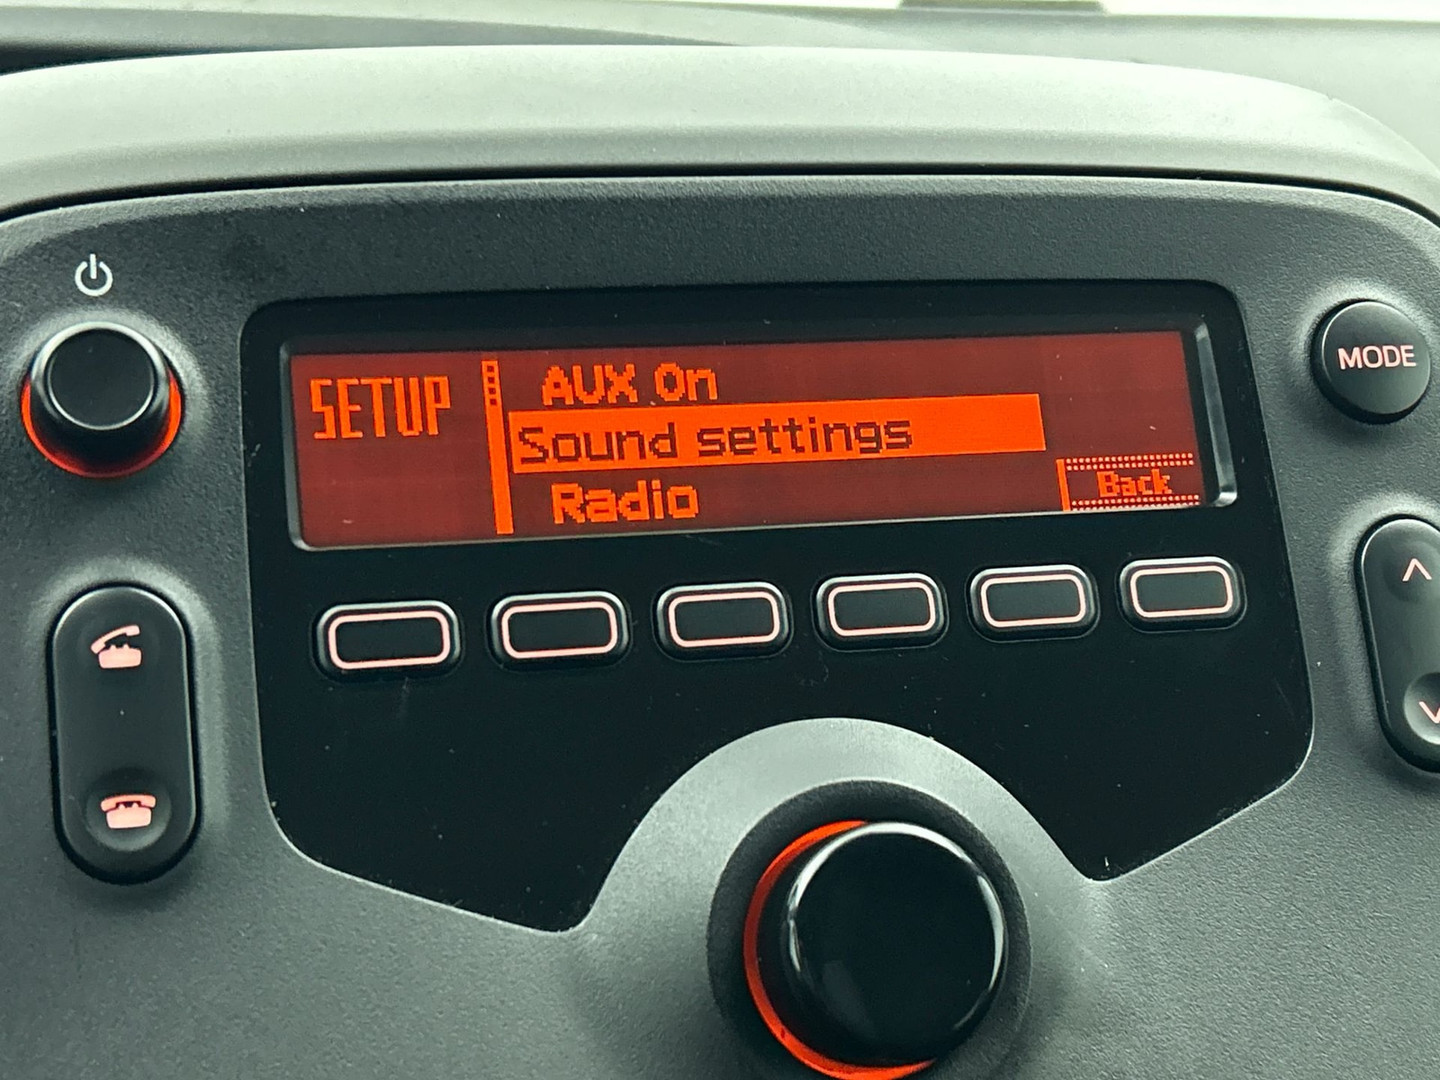 SETUP
AUX On
Sound settings
Radio
Back
MODE